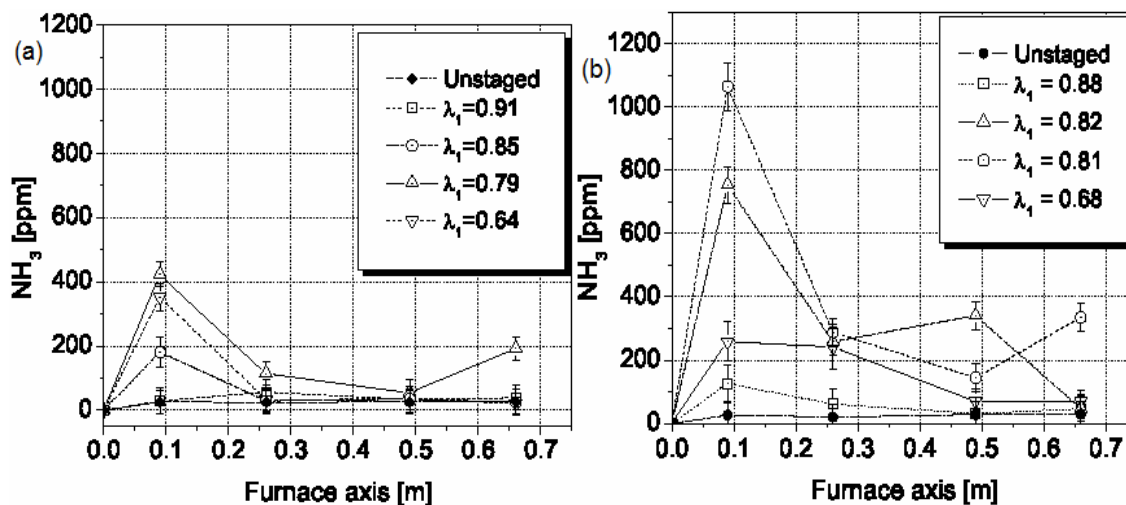 (a)
1200
1000
800
600
400
200
0
NH3 [ppm]
Unstaged
λ1=0.91
λ1=0.85
λ1=0.79
λ1=0.64
0.0 0.1 0.2 0.3 0.4 0.5 0.6 0.7
Furnace axis [m]
(b)
1200
1000
800
600
400
200
0
NH3 [ppm]
Unstaged
λ1 = 0.88
λ1 = 0.82
λ1 = 0.81
λ1 = 0.68
0.0 0.1 0.2 0.3 0.4 0.5 0.6 0.7
Furnace axis [m]